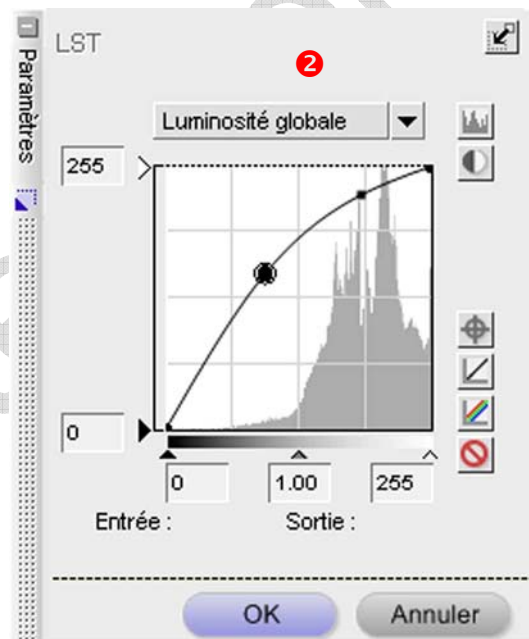 Paramètres
LST
2
Luminosité globale
255
0
0 1.00 255
Entrée : Sortie :
OK Annuler